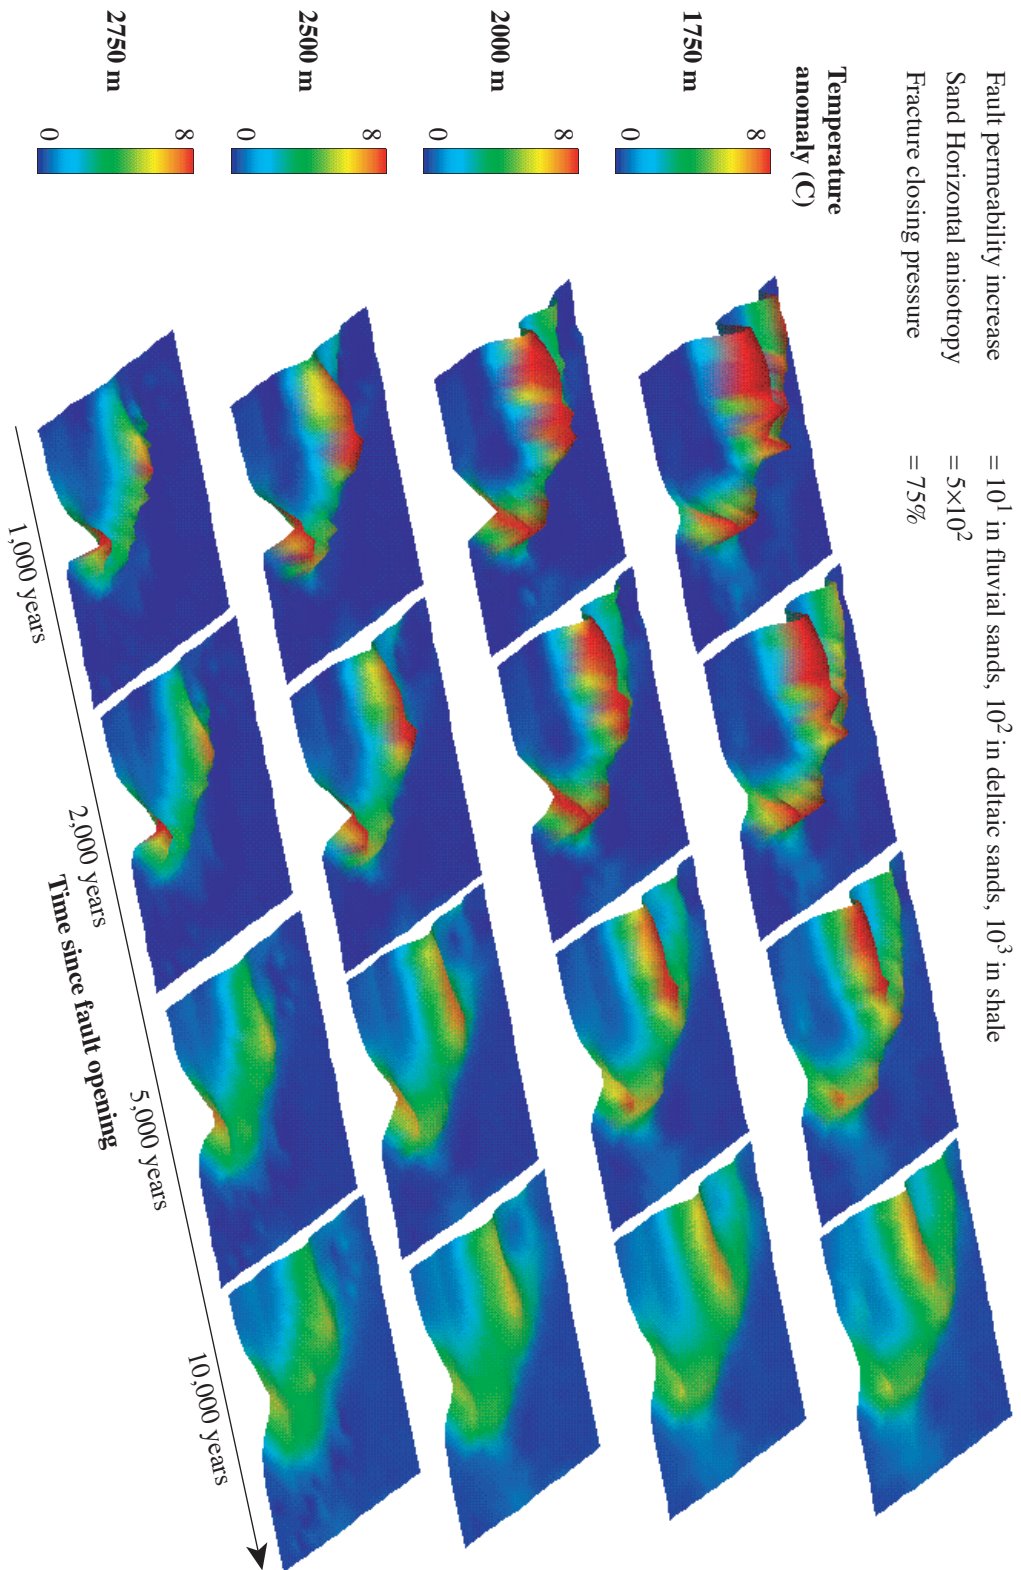 Fault permeability increase = 10¹ in fluvial sands, 10² in deltaic sands, 10³ in shale
Sand Horizontal anisotropy = 5×10²
Fracture closing pressure = 75%
Temperature
anomaly (C)
1750 m
0 8
2000 m
0 8
2500 m
0 8
2750 m
0 8
1,000 years
2,000 years
5,000 years
10,000 years
Time since fault opening